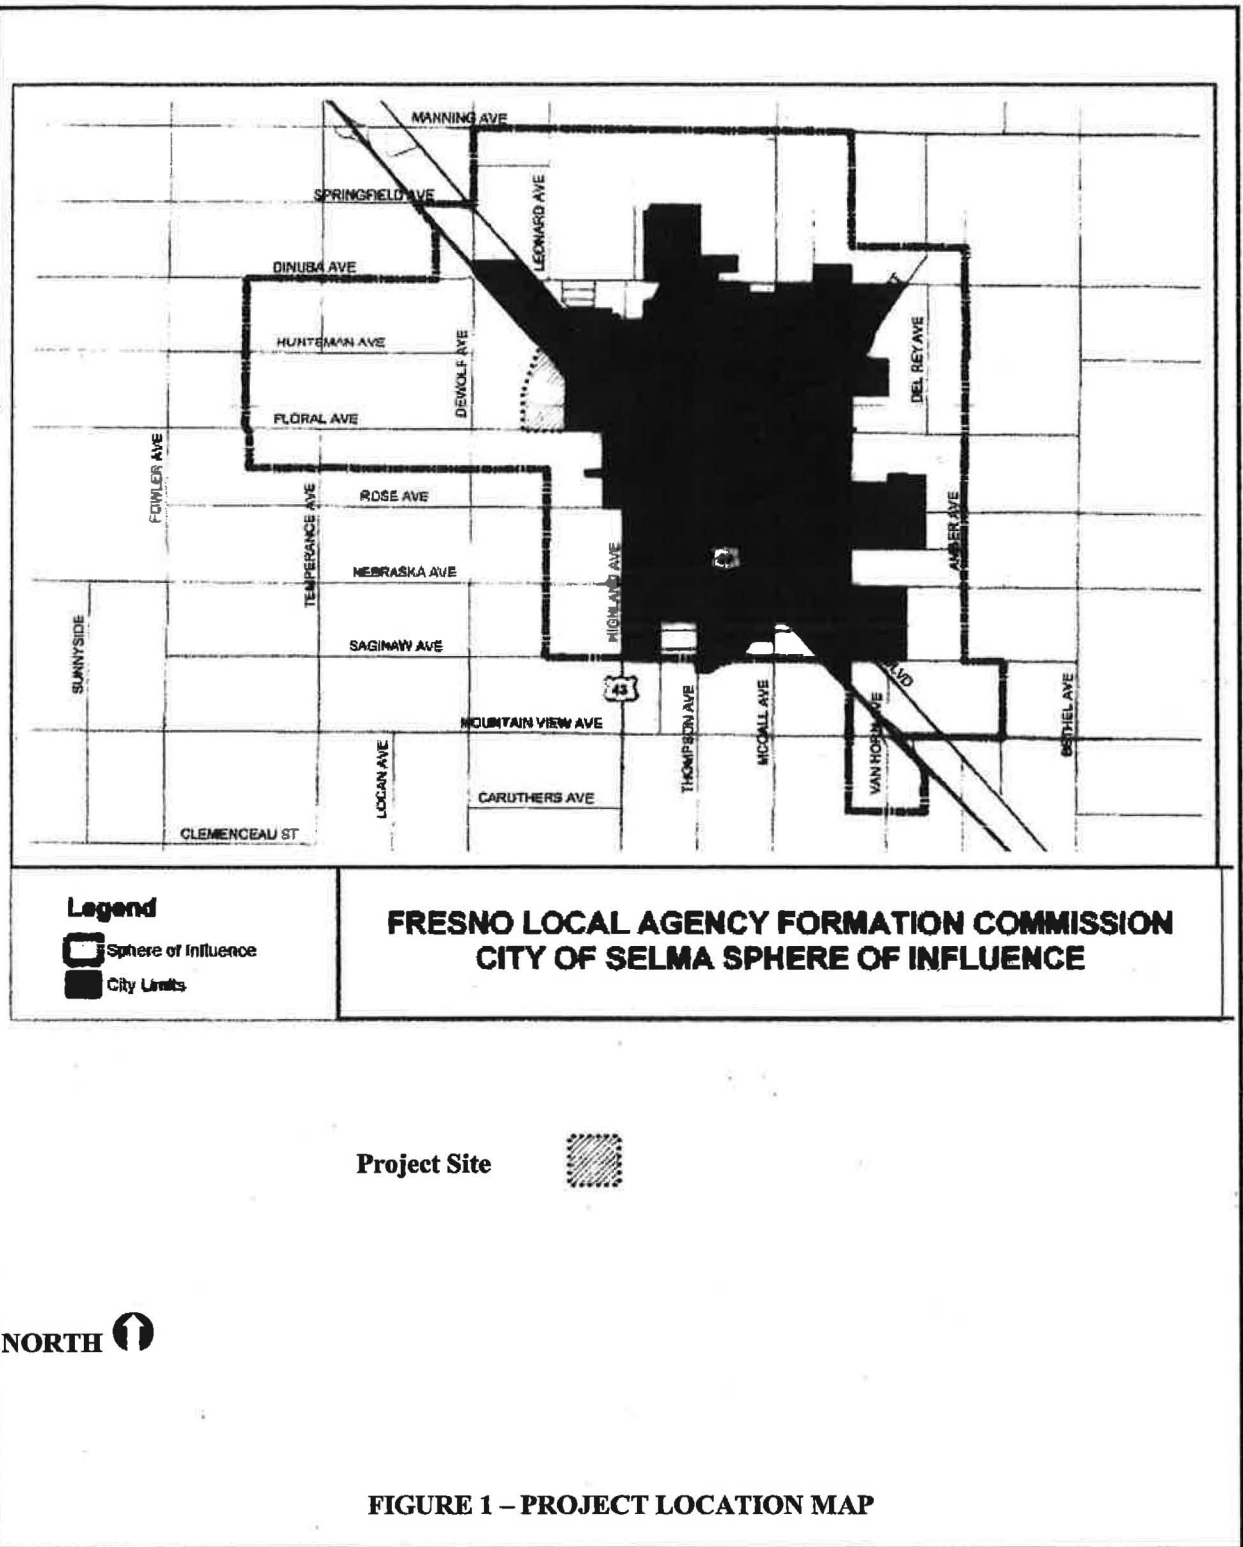 MANNING AVE
SPRINGFIELD AVE
LEONARD AVE
DINUBA AVE
HUNTEMAN AVE
DEWOLF AVE
DEL REY AVE
FLORAL AVE
FOWLER AVE
ROSE AVE
TEMPERANCE AVE
AMBER AVE
NEBRASKA AVE
HIGHLAND AVE
SUNNYSIDE
SAGINAW AVE
BLVD
43
MOUNTAIN VIEW AVE
THOMPSON AVE
MCCALL AVE
VAN HORN AVE
BETHEL AVE
LOGAN AVE
CARUTHERS AVE
CLEMENCEAU ST
Legend
Sphere of Influence
City Limits
FRESNO LOCAL AGENCY FORMATION COMMISSION
CITY OF SELMA SPHERE OF INFLUENCE
Project Site
NORTH
FIGURE 1 – PROJECT LOCATION MAP